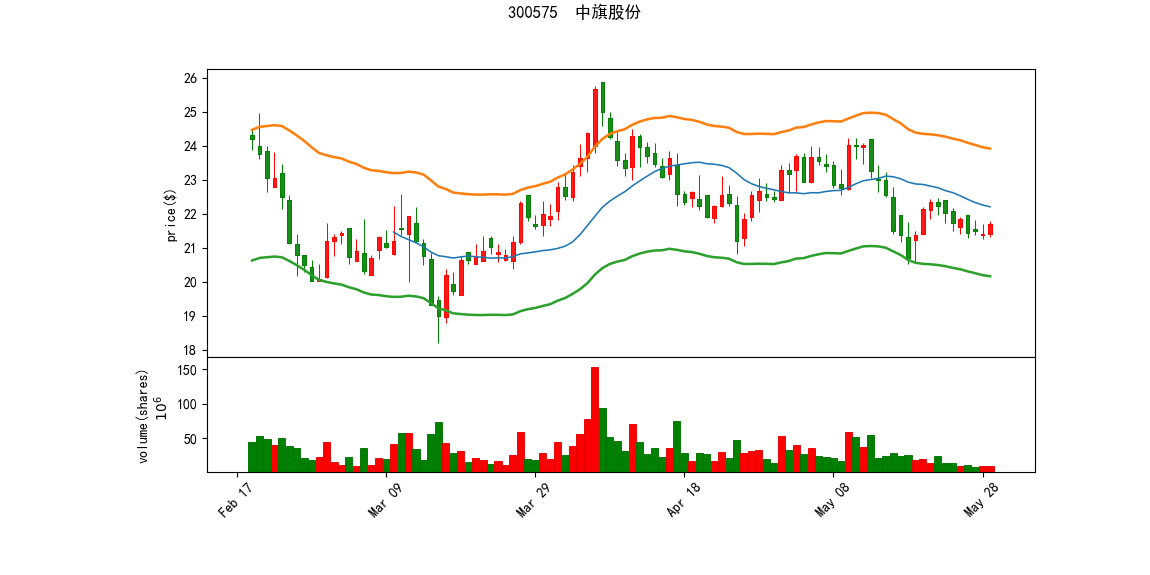 300575 中旗股份
26
25
24
23
22
21
20
19
18
price($)
150
100
50
volume(shares)
10^6
Feb 17
Mar 09
Mar 29
Apr 18
May 08
May 28